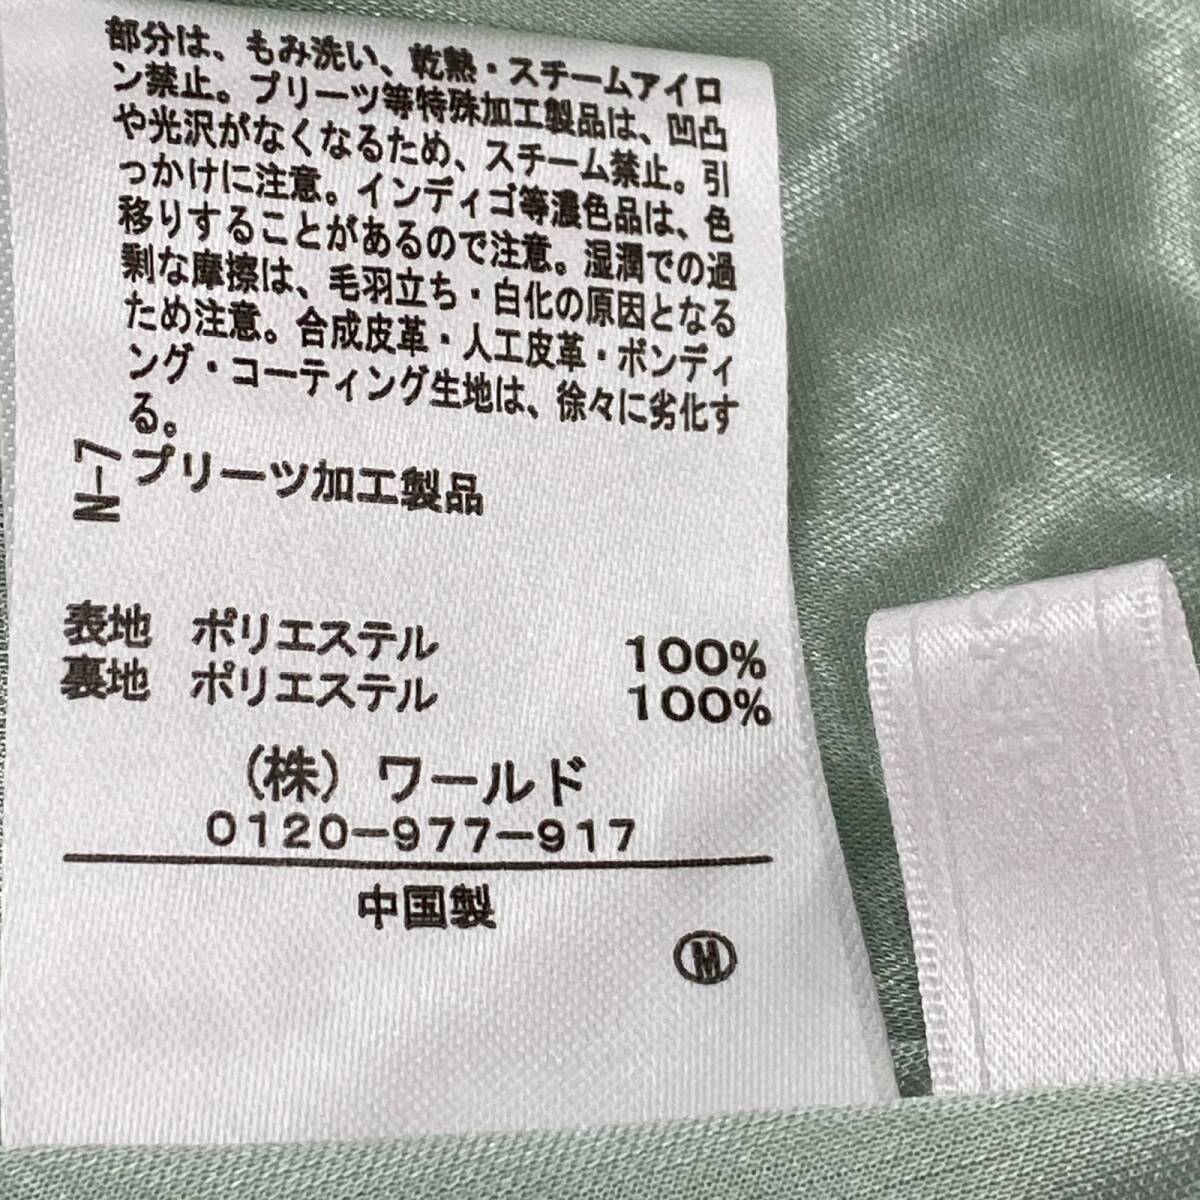 部分は、もみ洗い、乾熱・スチームアイロ
ン禁止。プリーツ等特殊加工製品は、凹凸
や光沢がなくなるため、スチーム禁止。引
っかけに注意。インディゴ等濃色品は、色
移りすることがあるので注意。湿潤での過
剰な摩擦は、毛羽立ち・白化の原因となる
ため注意。合成皮革・人工皮革・ボンディ
ング・コーティング生地は、徐々に劣化す
る。
N-7
プリーツ加工製品
表地 ポリエステル 100%
裏地 ポリエステル 100%
(株) ワールド
0120-977-917
中国製
M